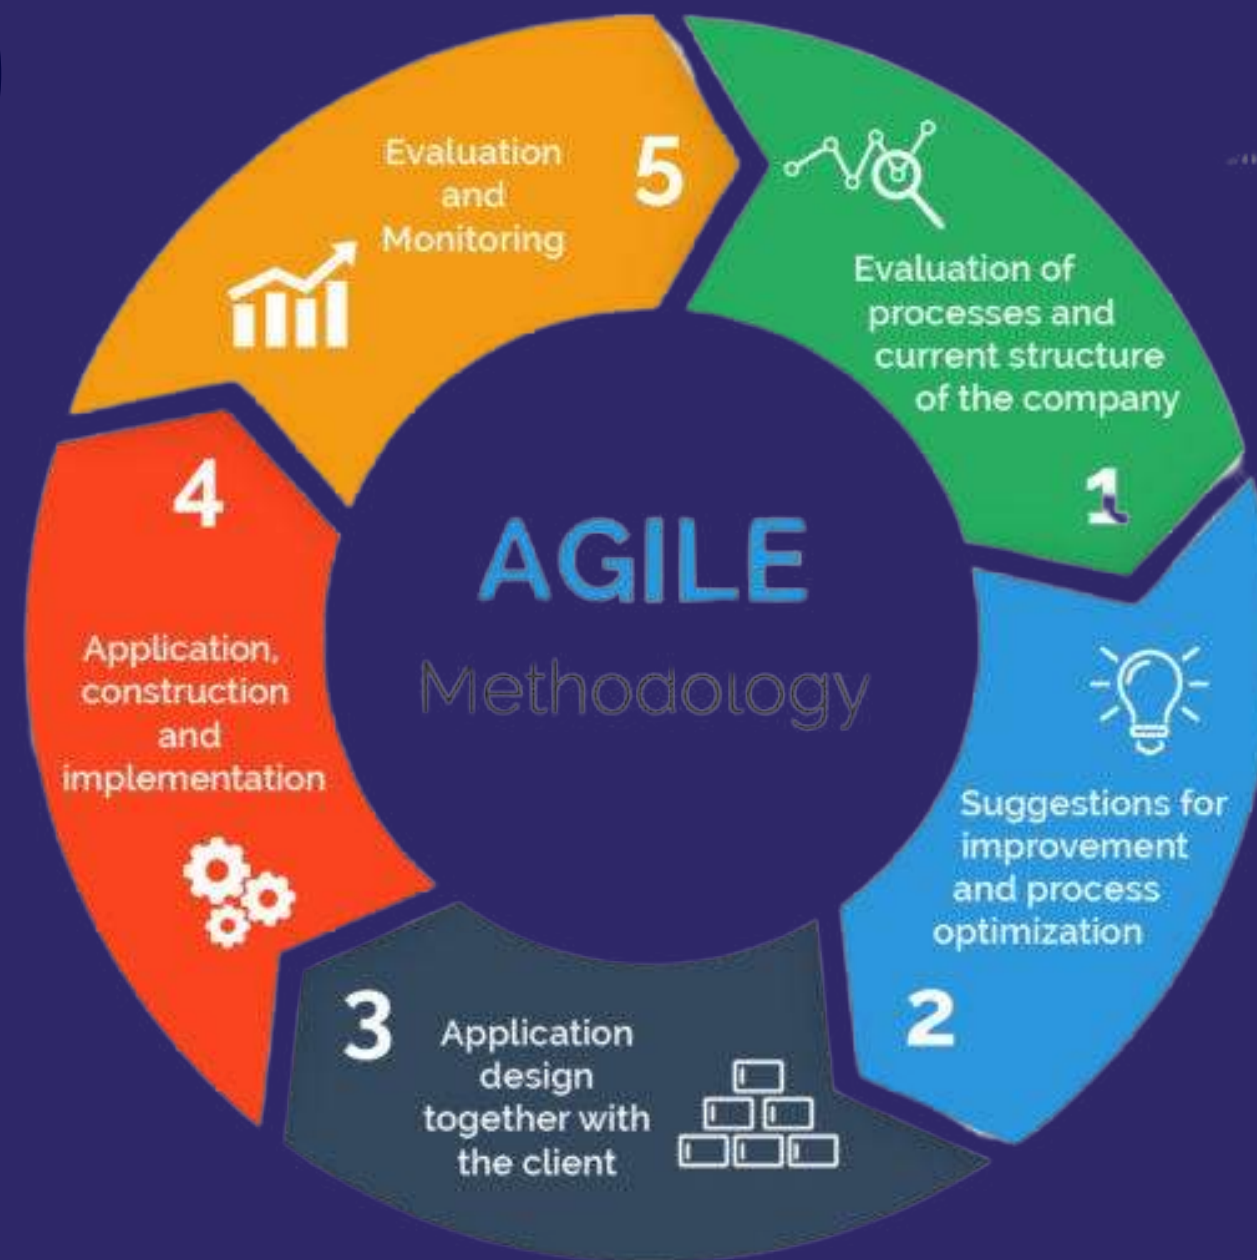 AGILE
Methodology
Evaluation of
processes and
current structure
of the company
1
Suggestions for
improvement
and process
optimization
2
3
Application
design
together with
the client
4
Application,
construction
and
implementation
Evaluation
and
Monitoring
5